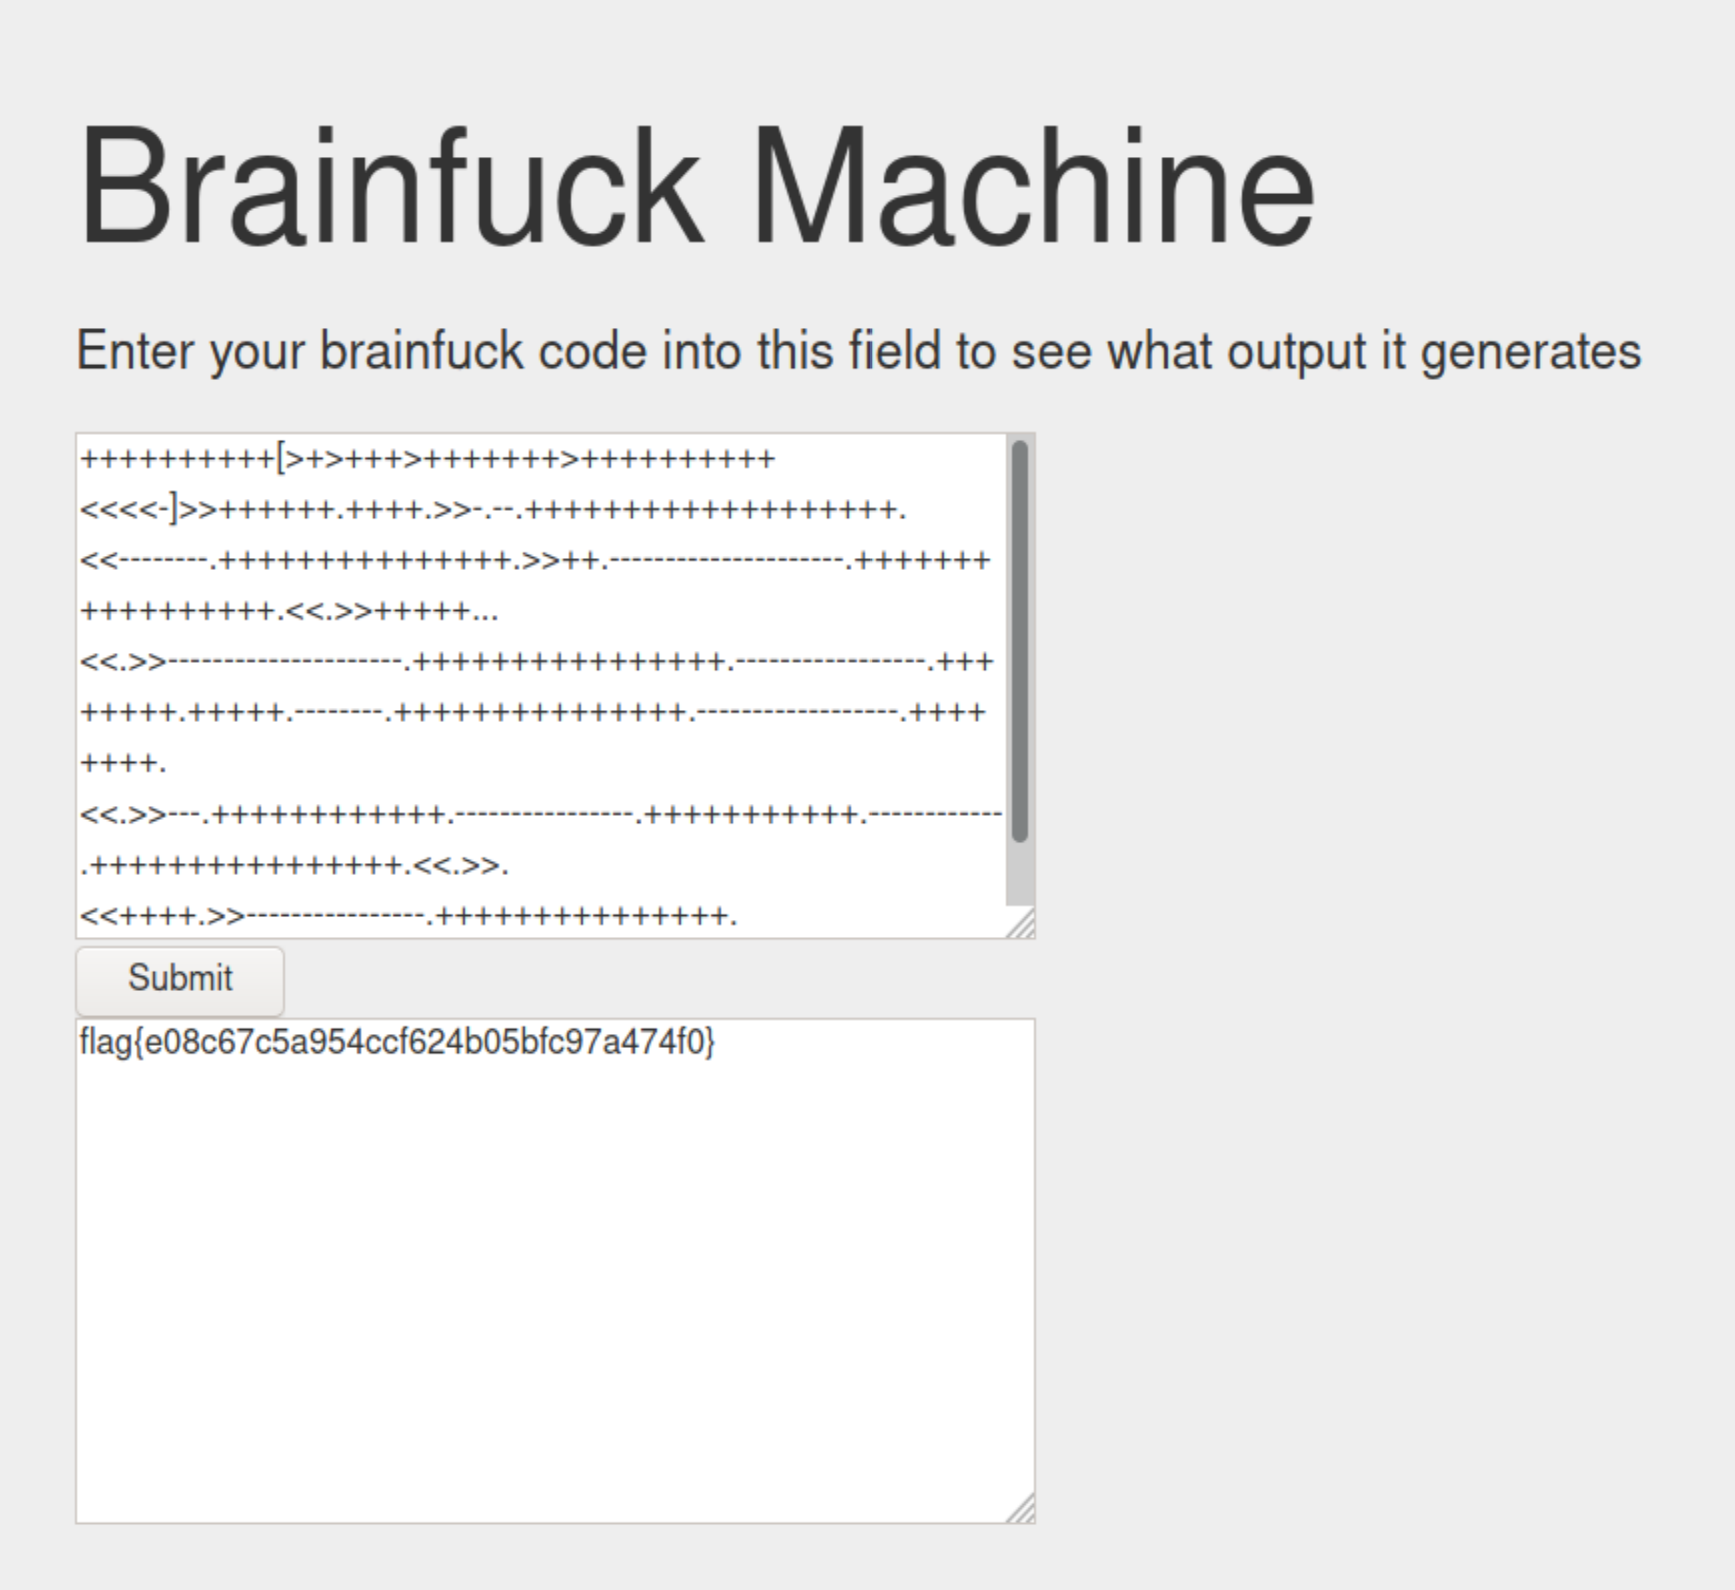 Brainfuck Machine
Enter your brainfuck code into this field to see what output it generates
++++++++++[>+>+++>+++++++>++++++++++
<<<<-]>>++++++.++++.>>-.--.+++++++++++++++++++.
<<--------.+++++++++++++++.>>++.---------------------.+++++++
++++++++++.<<.>>+++++...
<<.>>---------------------.++++++++++++++++.-----------------.+++
+++++.+++++.--------.+++++++++++++++.------------------.++++
++++.
<<.>>---.++++++++++++.----------------.+++++++++++.------------
.++++++++++++++++.<<.>>.
<<++++.>>----------------.+++++++++++++++.
Submit
flag{e08c67c5a954ccf624b05bfc97a474f0}